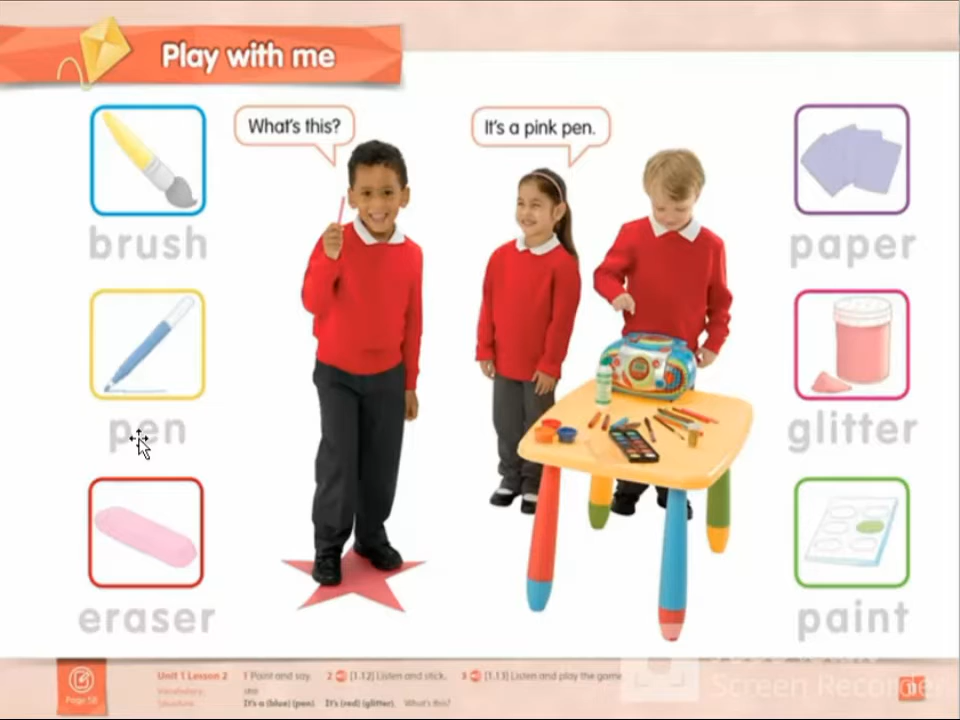 Play with me
What's this?
It's a pink pen.
brush
paper
pen
glitter
eraser
paint
Page 58
Unit 1 Lesson 2 1 Point and say. 2 [1.12] Listen and stick. 3 [1.13] Listen and play the game
Vocabulary:
Structure: It's a (blue) (pen). It's (red) (glitter). What's this?
Screen Recorder